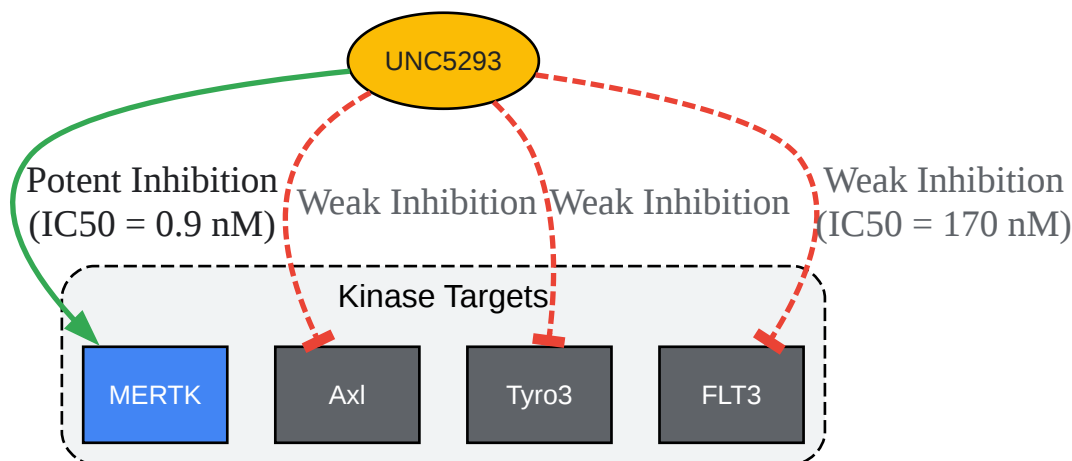 UNC5293
Potent Inhibition
(IC50 = 0.9 nM)
Weak Inhibition
Weak Inhibition
Weak Inhibition
(IC50 = 170 nM)
Kinase Targets
MERTK
Axl
Tyro3
FLT3